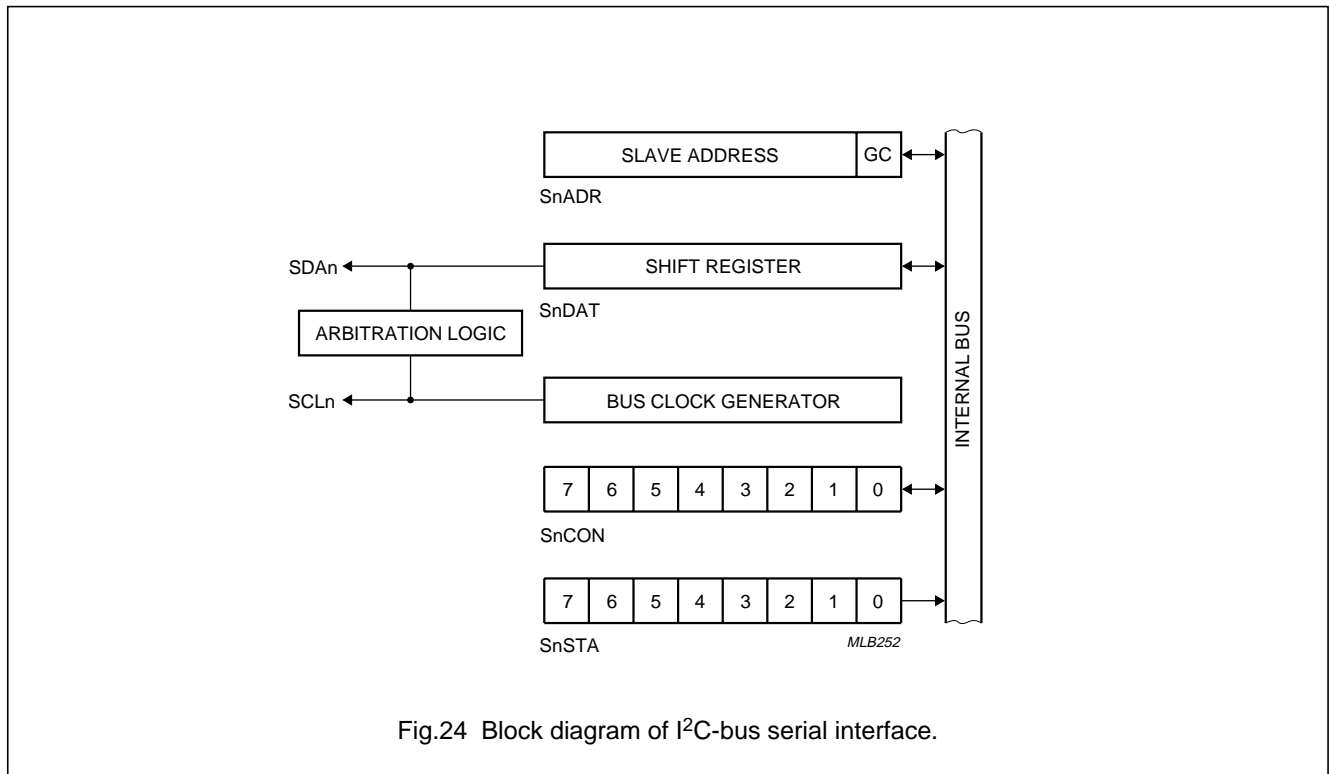 SLAVE ADDRESS GC
SnADR
SDAn SHIFT REGISTER
SnDAT
ARBITRATION LOGIC
SCLn BUS CLOCK GENERATOR
INTERNAL BUS
7 6 5 4 3 2 1 0
SnCON
7 6 5 4 3 2 1 0
SnSTA MLB252
Fig.24 Block diagram of I²C-bus serial interface.